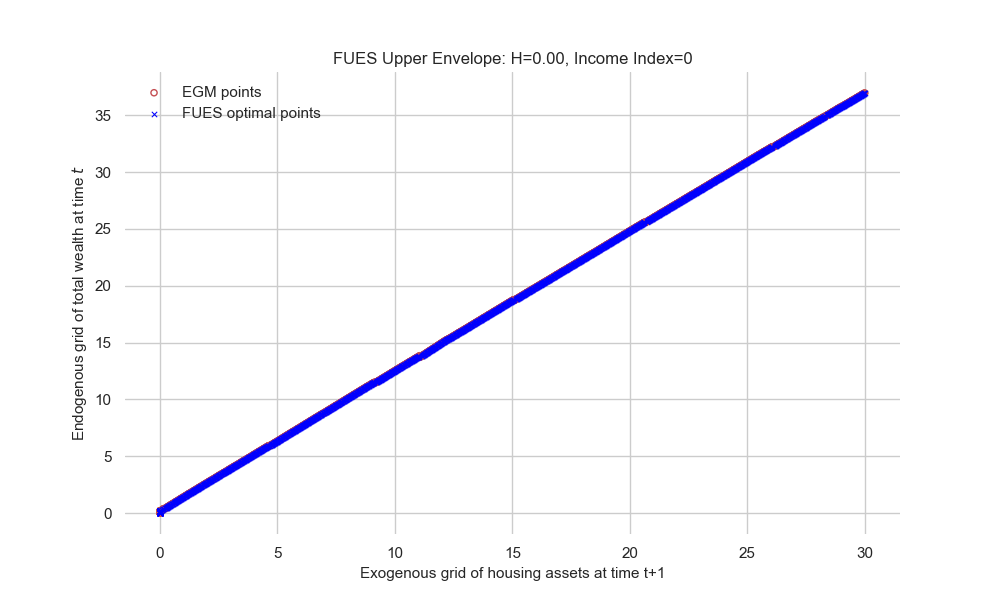 FUES Upper Envelope: H=0.00, Income Index=0
EGM points
FUES optimal points
Endogenous grid of total wealth at time t
35
30
25
20
15
10
5
0
0 5 10 15 20 25 30
Exogenous grid of housing assets at time t+1